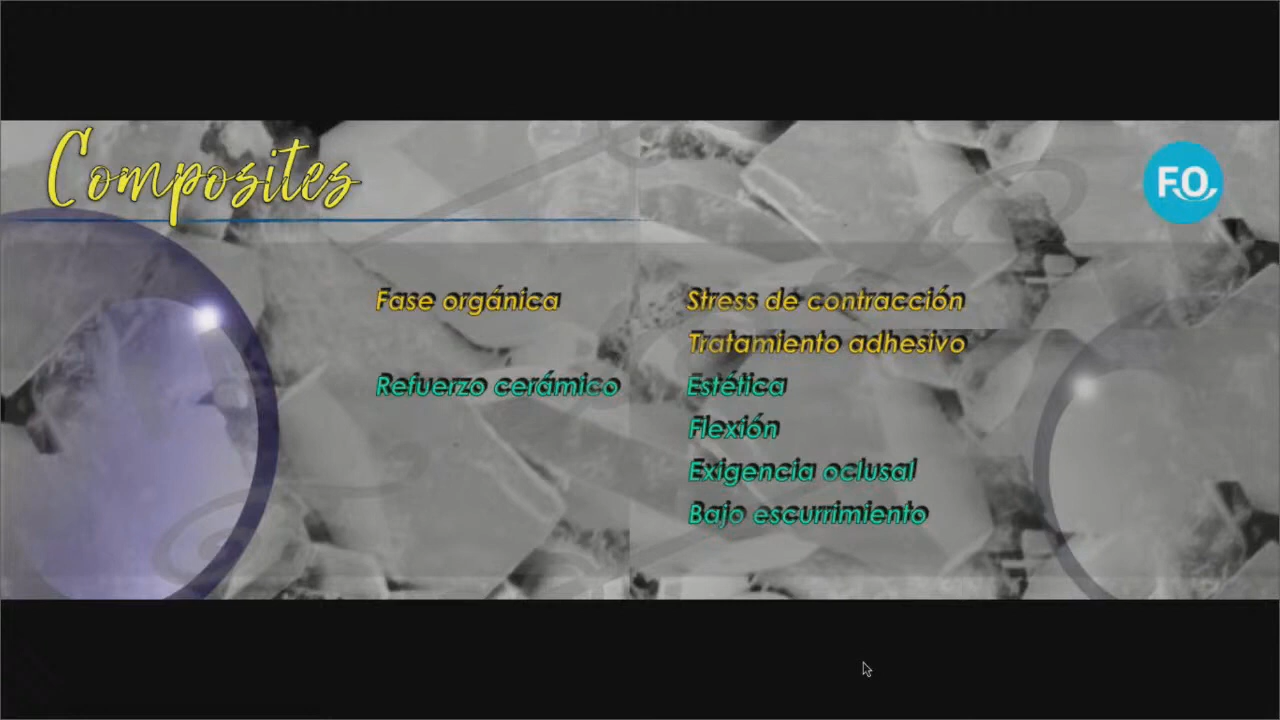 Composites
F.O.
Fase orgánica
Stress de contracción
Tratamiento adhesivo
Refuerzo cerámico
Estética
Flexión
Exigencia oclusal
Bajo escurrimiento